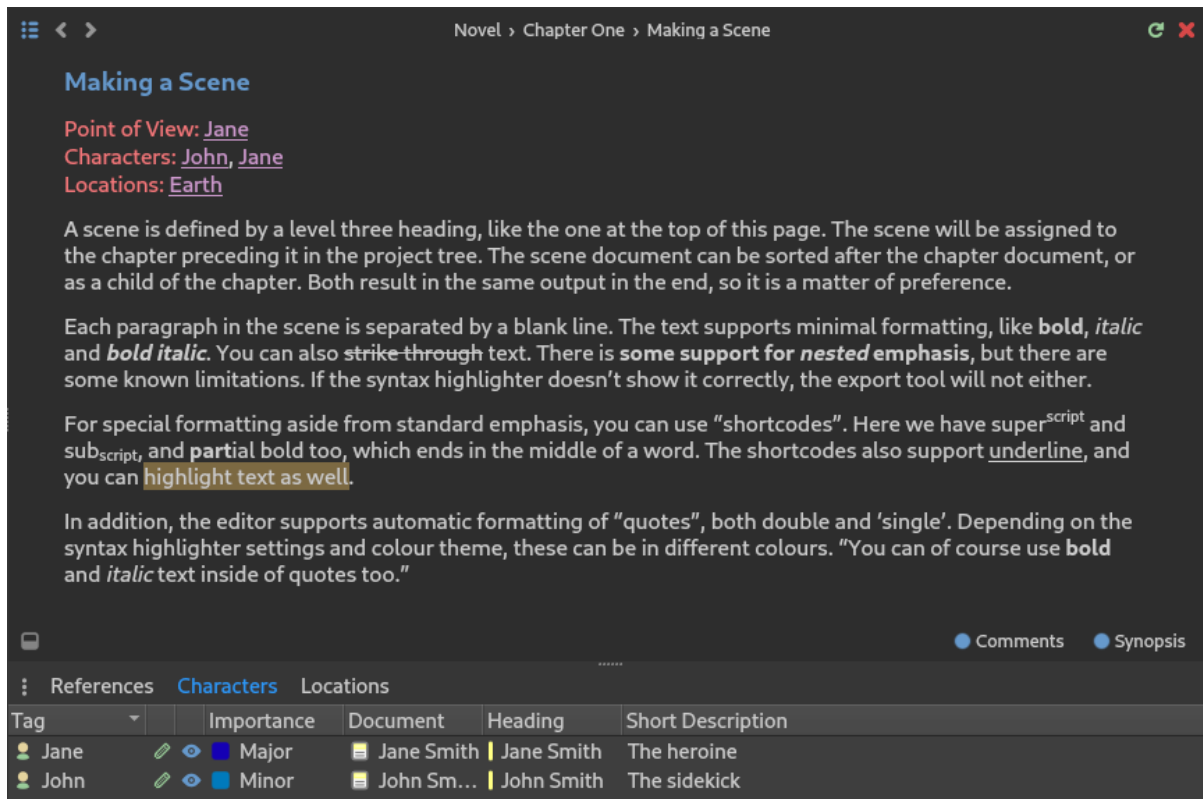 Novel › Chapter One › Making a Scene
Making a Scene
Point of View: Jane
Characters: John, Jane
Locations: Earth
A scene is defined by a level three heading, like the one at the top of this page. The scene will be assigned to
the chapter preceding it in the project tree. The scene document can be sorted after the chapter document, or
as a child of the chapter. Both result in the same output in the end, so it is a matter of preference.
Each paragraph in the scene is separated by a blank line. The text supports minimal formatting, like bold, italic
and bold italic. You can also strike through text. There is some support for nested emphasis, but there are
some known limitations. If the syntax highlighter doesn’t show it correctly, the export tool will not either.
For special formatting aside from standard emphasis, you can use “shortcodes”. Here we have superscript and
subscript, and partial bold too, which ends in the middle of a word. The shortcodes also support underline, and
you can highlight text as well.
In addition, the editor supports automatic formatting of “quotes”, both double and ‘single’. Depending on the
syntax highlighter settings and colour theme, these can be in different colours. “You can of course use bold
and italic text inside of quotes too.”
Comments Synopsis
References Characters Locations
Tag Importance Document Heading Short Description
Jane Major Jane Smith Jane Smith The heroine
John Minor John Sm... John Smith The sidekick